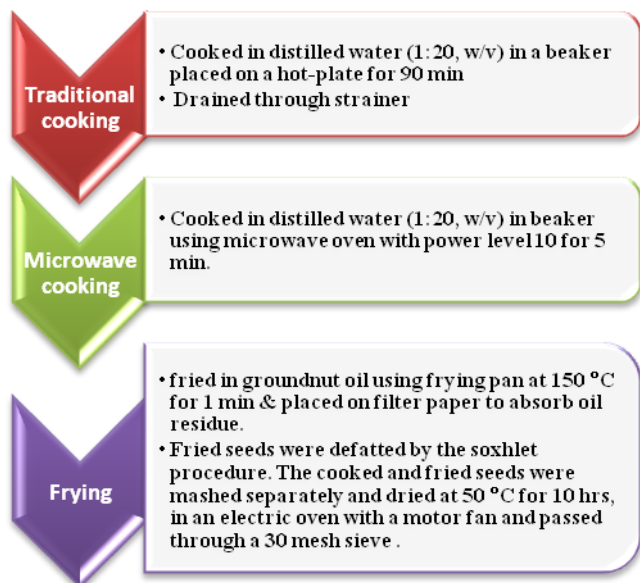 Traditional
cooking
• Cooked in distilled water (1:20, w/v) in a beaker
placed on a hot-plate for 90 min
• Drained through strainer
Microwave
cooking
• Cooked in distilled water (1:20, w/v) in beaker
using microwave oven with power level 10 for 5
min.
Frying
• fried in groundnut oil using frying pan at 150 °C
for 1 min & placed on filter paper to absorb oil
residue.
• Fried seeds were defatted by the soxhlet
procedure. The cooked and fried seeds were
mashed separately and dried at 50 °C for 10 hrs,
in an electric oven with a motor fan and passed
through a 30 mesh sieve .